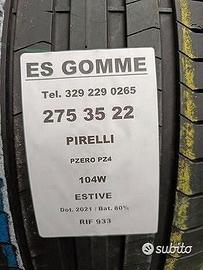 ES GOMME
Tel. 329 229 0265
275 35 22
PIRELLI
PZERO PZ4
104W
ESTIVE
Dot. 2021 / Bat. 80%
RIF 933
subito